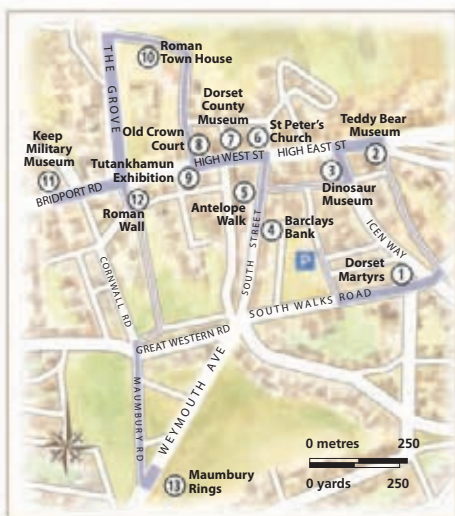 THE GROVE
10
Roman
Town House
Dorset
County
Museum
Old Crown
Court
8
7
6
St Peter's
Church
Teddy Bear
Museum
2
Keep
Military
Museum
11
BRIDPORT RD
Tutankhamun
Exhibition
9
HIGH WEST ST
HIGH EAST ST
3
Dinosaur
Museum
12
Roman
Wall
Antelope
Walk
5
SOUTH STREET
4
Barclays
Bank
P
ICEN WAY
Dorset
Martyrs
1
CORNWALL RD
SOUTH WALKS ROAD
GREAT WESTERN RD
MAUMBURY RD
WEYMOUTH AVE
13
Maumbury
Rings
0 metres 250
0 yards 250